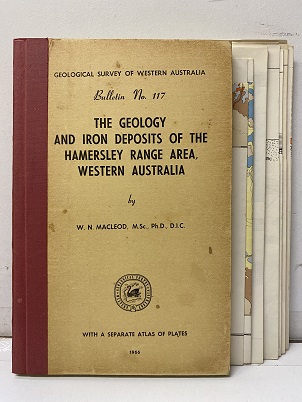 GEOLOGICAL SURVEY OF WESTERN AUSTRALIA
Bulletin No. 117
THE GEOLOGY
AND IRON DEPOSITS OF THE
HAMERSLEY RANGE AREA,
WESTERN AUSTRALIA
by
W. N. MACLEOD, M.Sc., Ph.D., D.I.C.
WITH A SEPARATE ATLAS OF PLATES
1966